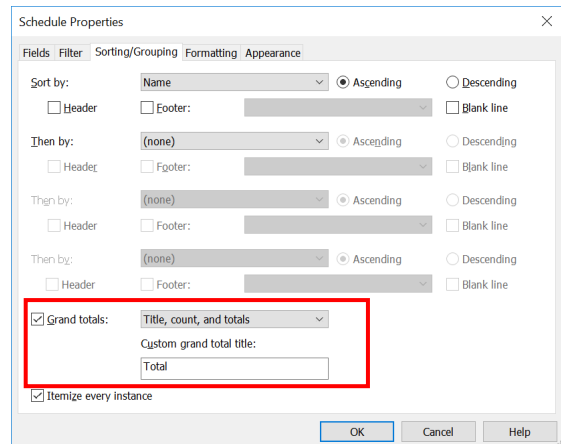 Schedule Properties
Fields Filter Sorting/Grouping Formatting Appearance
Sort by: Name Ascending Descending
Header Footer: Blank line
Then by: (none) Ascending Descending
Header Footer: Blank line
Then by: (none) Ascending Descending
Header Footer: Blank line
Then by: (none) Ascending Descending
Header Footer: Blank line
Grand totals: Title, count, and totals
Custom grand total title:
Total
Itemize every instance
OK Cancel Help